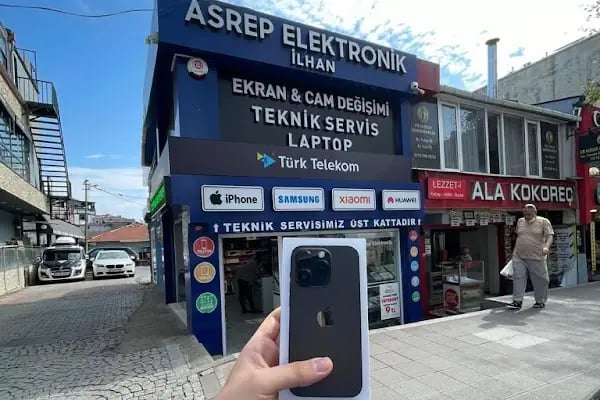 ASREP ELEKTRONİK
İLHAN
EKRAN & CAM DEĞİŞİMİ
TEKNİK SERVİS
LAPTOP
Türk Telekom
iPhone
SAMSUNG
XIAOMI
HUAWEI
↑ TEKNİK SERVİSİMİZ ÜST KATTADIR ↑
LEZZET-İ
ALA KOKOREÇ